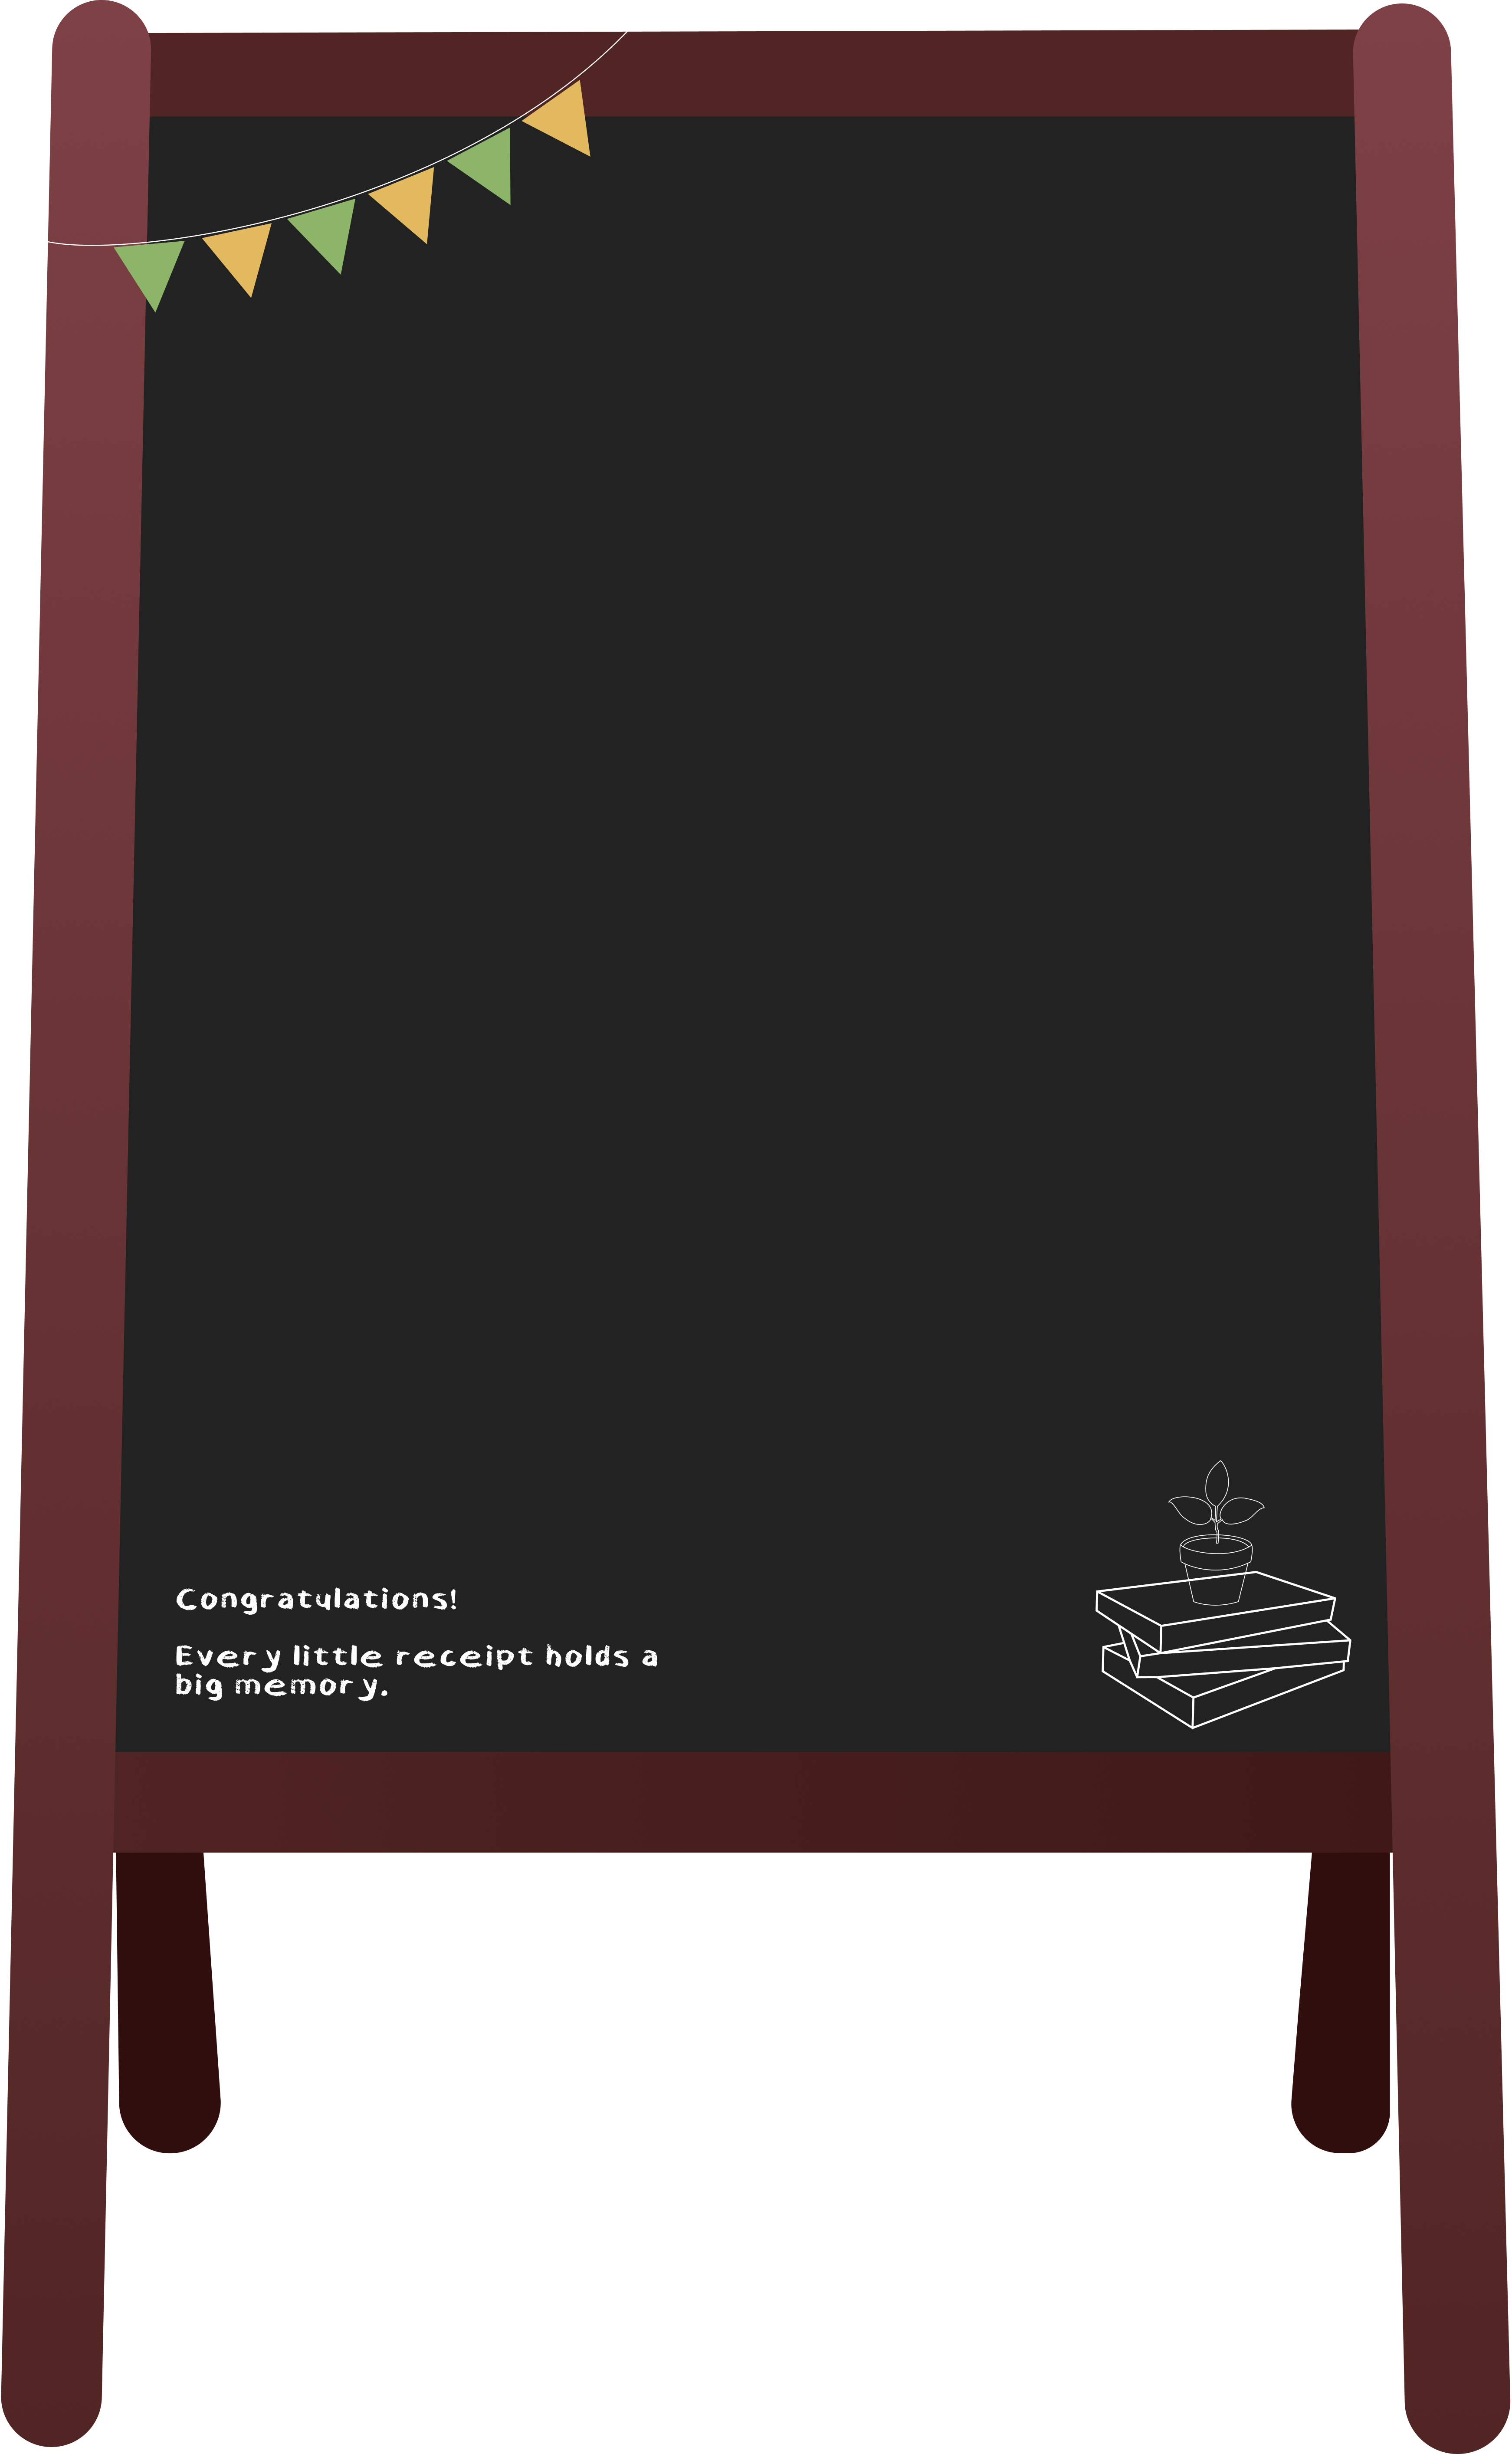 Congratulations!
Every little receipt holds a
big memory.